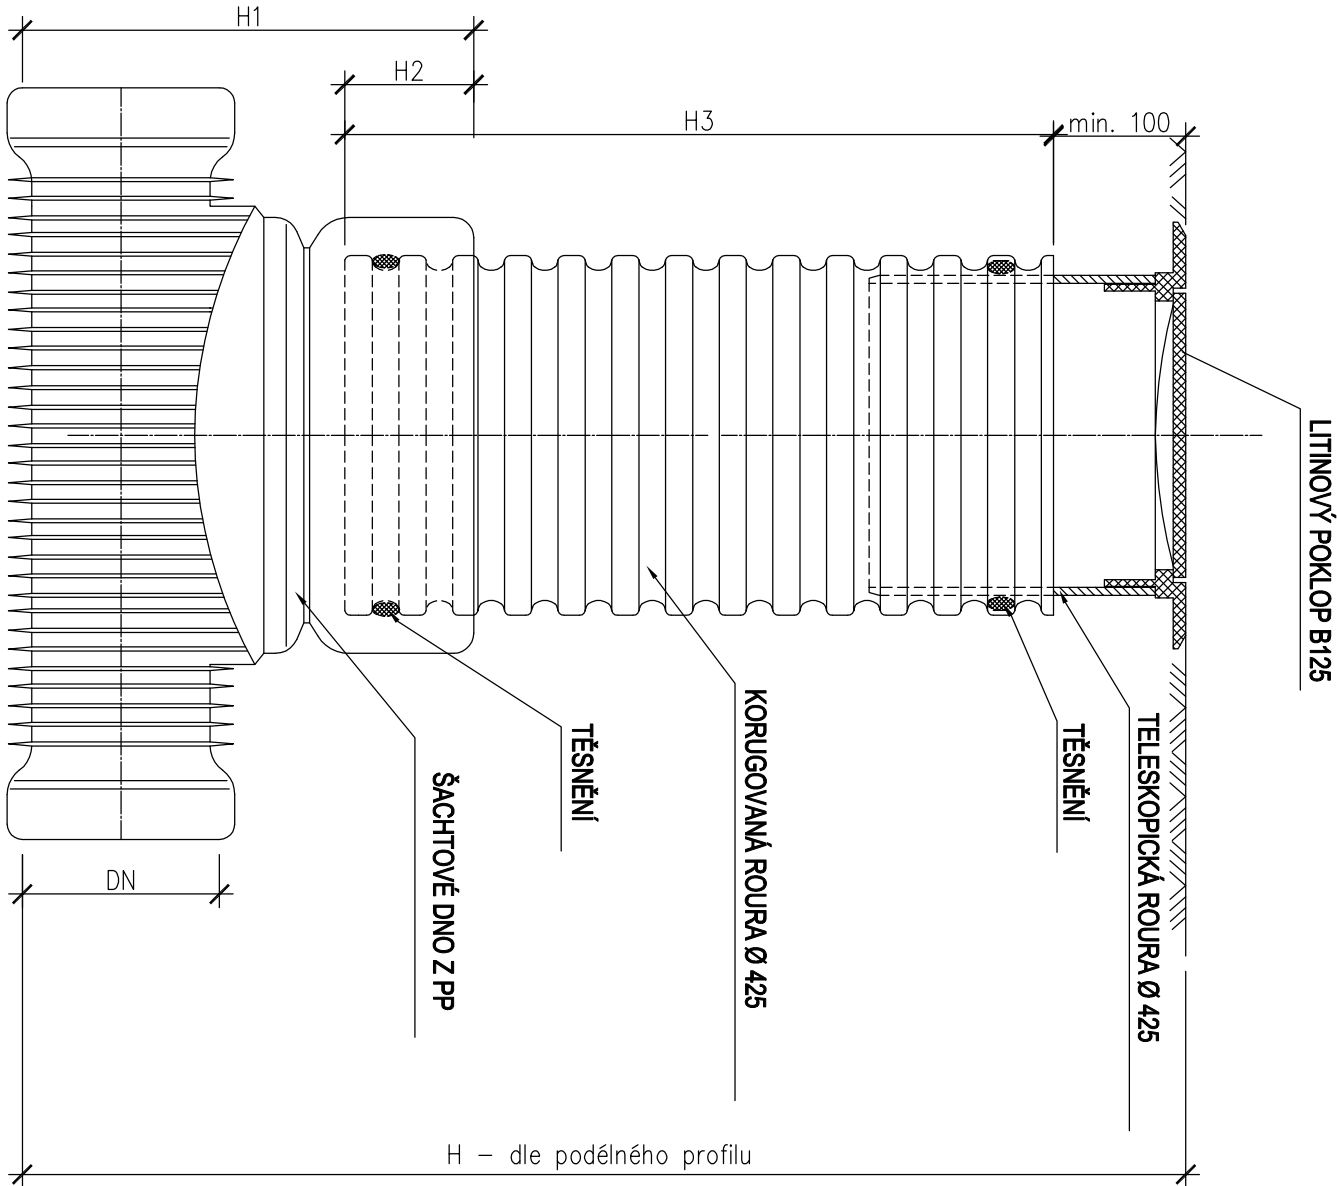 H1
H2
H3
min. 100
LITINOVÝ POKLOP B125
TELESKOPICKÁ ROURA Ø 425
TĚSNĚNÍ
KORUGOVANÁ ROURA Ø 425
TĚSNĚNÍ
ŠACHTOVÉ DNO Z PP
DN
H – dle podélného profilu